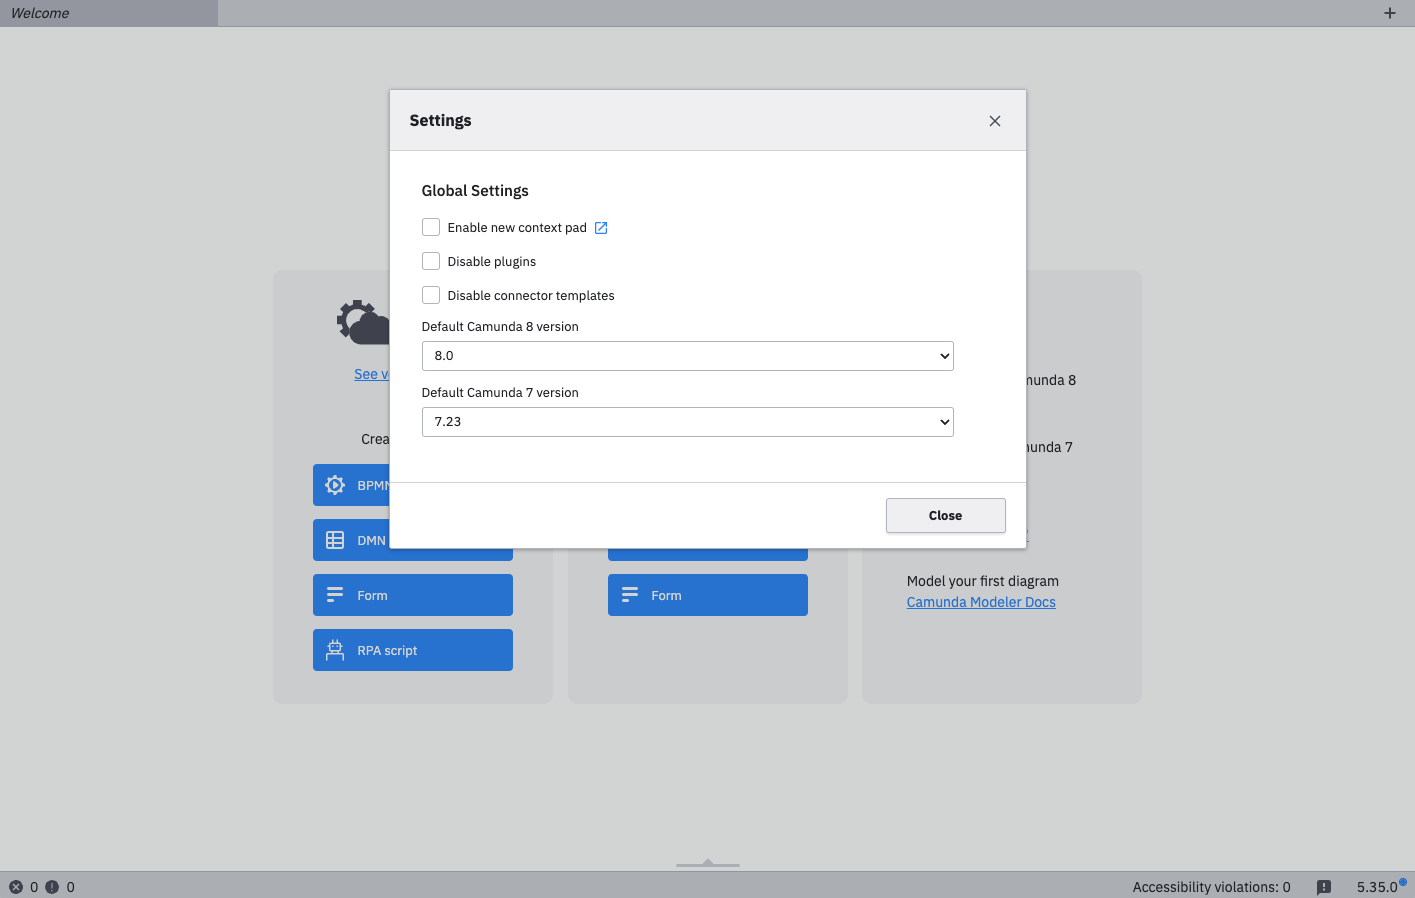 Welcome
Settings
Global Settings
Enable new context pad
Disable plugins
Disable connector templates
Default Camunda 8 version
8.0
Default Camunda 7 version
7.23
Close
See
Crea
BPMN
DMN
Form
RPA script
Form
munda 8
munda 7
Model your first diagram
Camunda Modeler Docs
0 0
Accessibility violations: 0
5.35.0